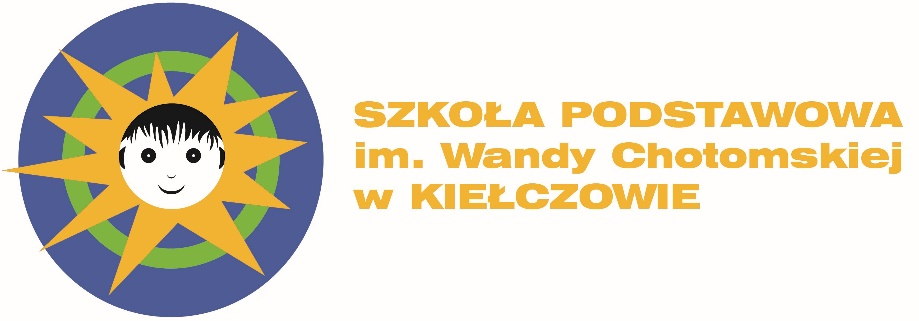 SZKOŁA PODSTAWOWA
im. Wandy Chotomskiej
w KIEŁCZOWIE